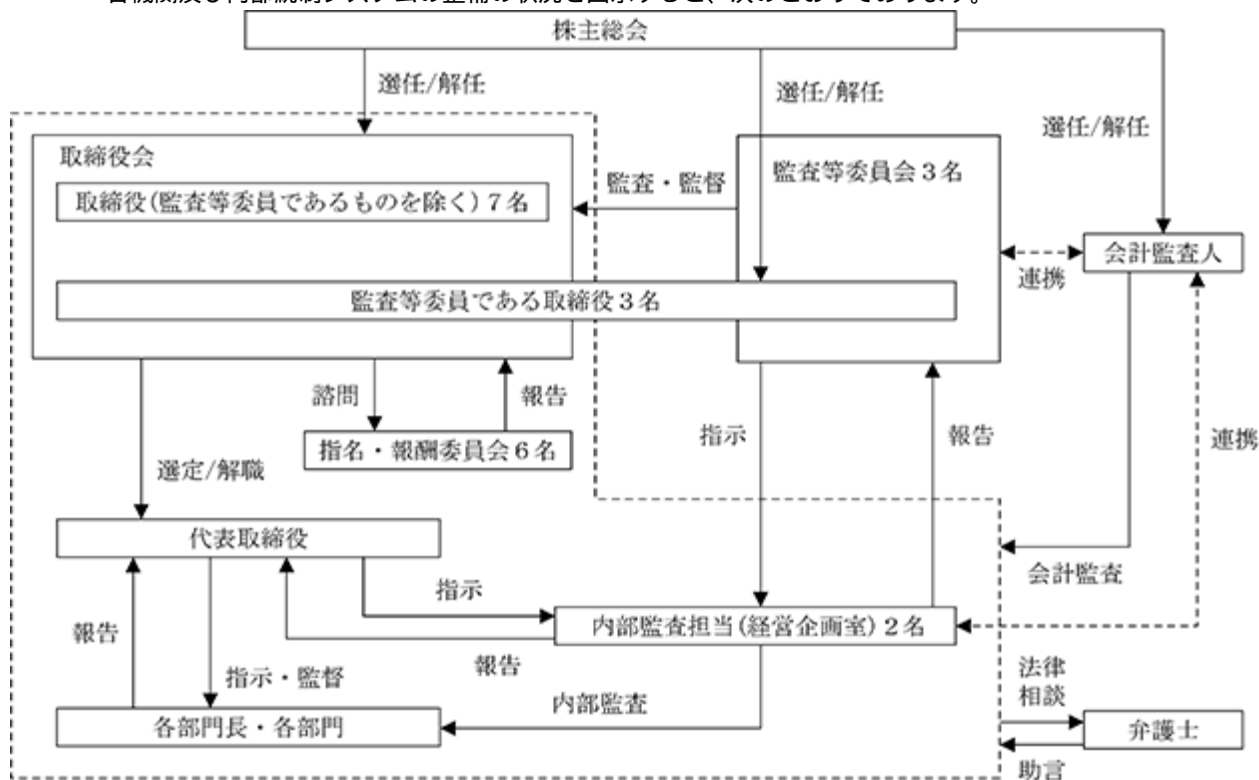 各機関及び内部統制システムの整備の状況を図示すると、次のとおりであります。
株主総会
選任/解任
選任/解任
選任/解任
取締役会
取締役(監査等委員であるものを除く)7名
監査・監督
監査等委員会3名
会計監査人
連携
監査等委員である取締役3名
諮問
報告
指名・報酬委員会6名
選定/解職
指示
報告
連携
代表取締役
会計監査
指示
報告
内部監査担当(経営企画室)2名
報告
指示・監督
内部監査
各部門長・各部門
法律
相談
弁護士
助言